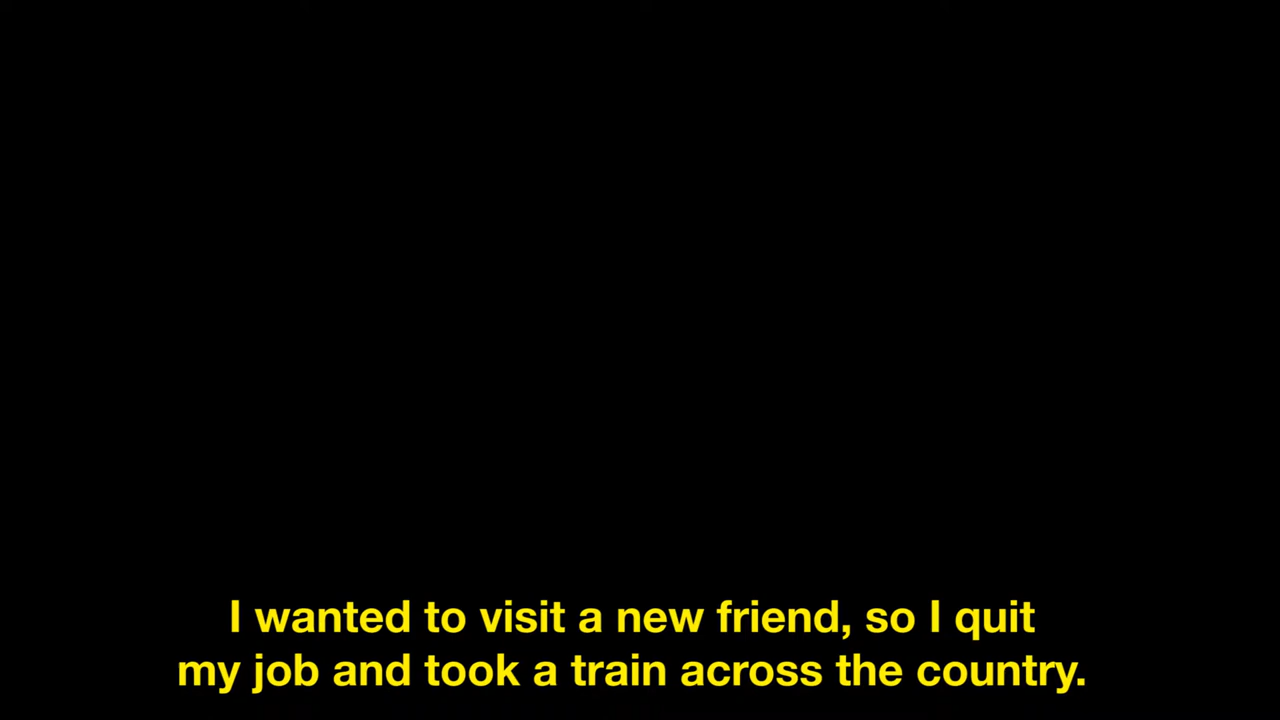 I wanted to visit a new friend, so I quit
my job and took a train across the country.